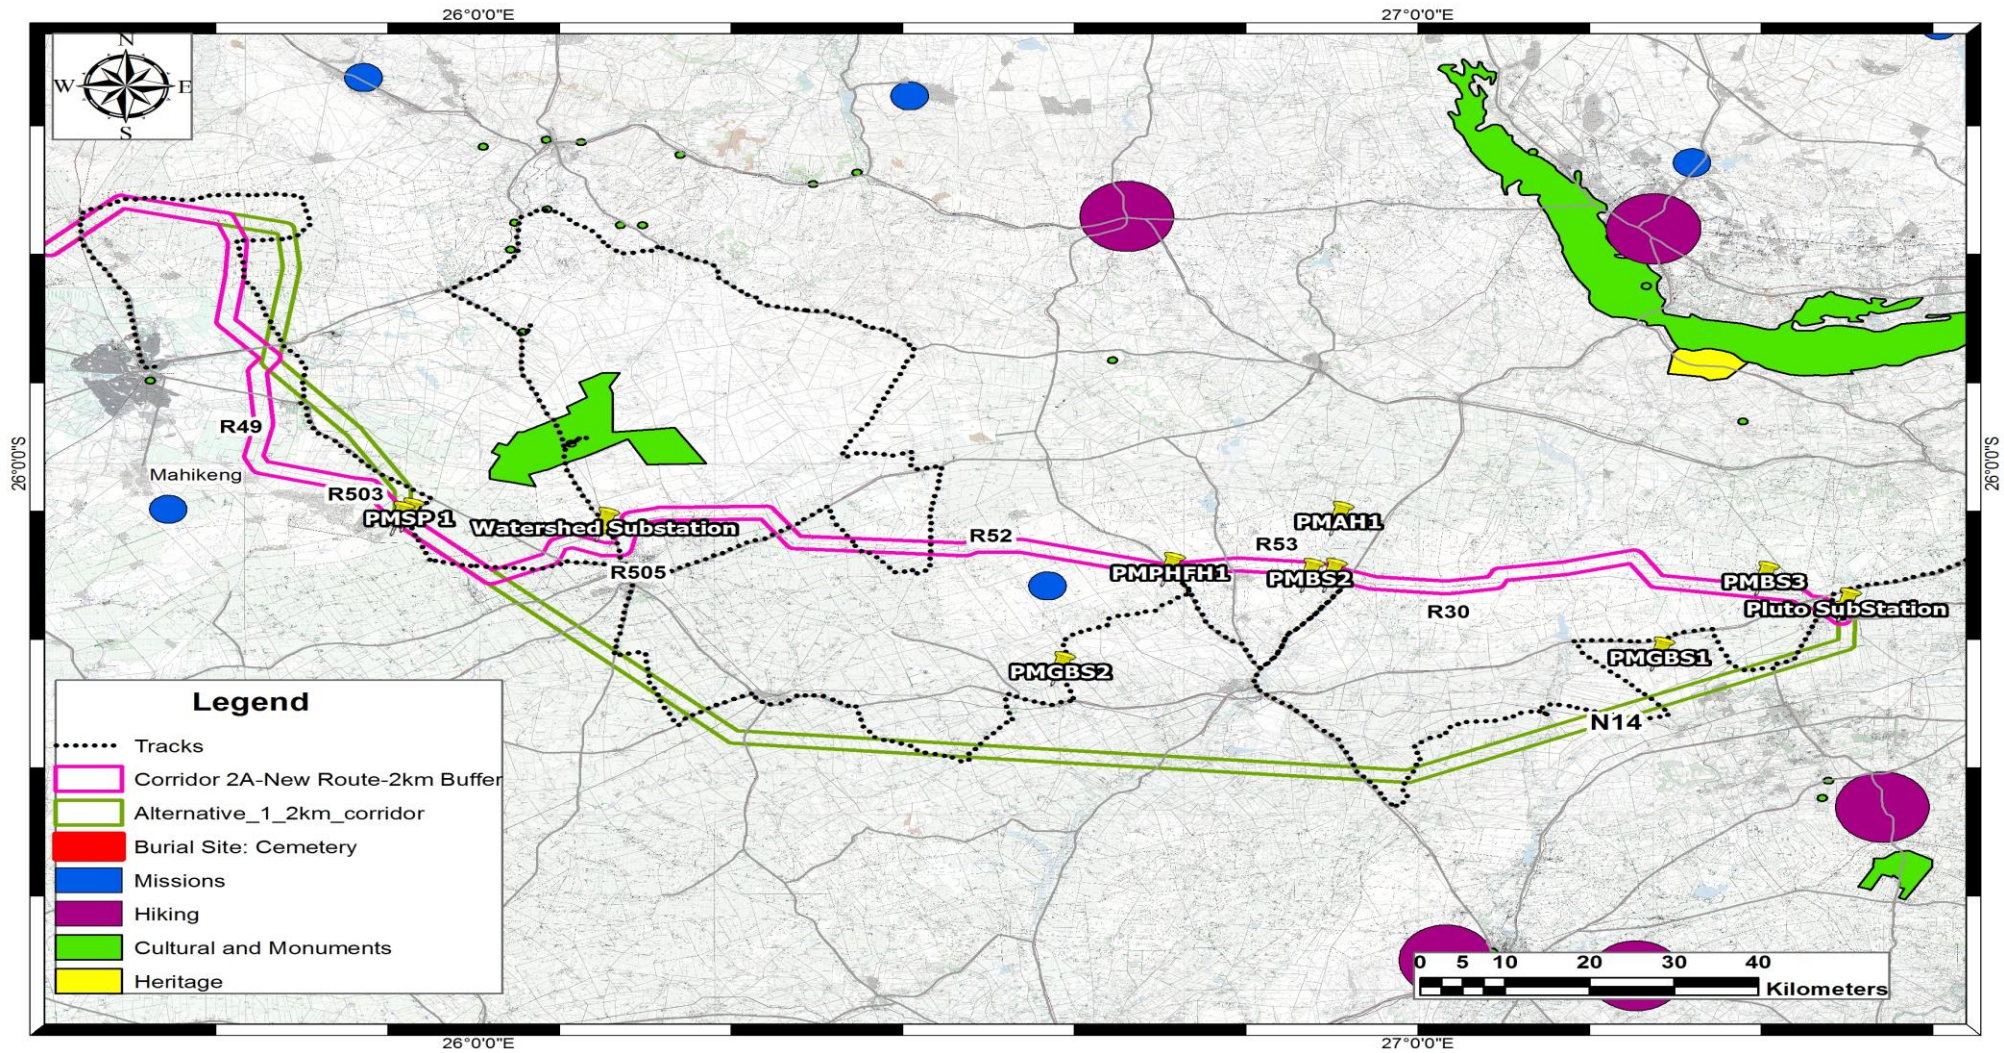 26°0'0"E
27°0'0"E
N
W
E
S
26°0'0"S
26°0'0"S
R49
Mahikeng
R503
PMSP 1
Watershed Substation
R505
R52
PMPHFH1
R53
PMAH1
PMBS2
R30
PMBS3
Pluto SubStation
PMGBS1
PMGBS2
N14
Legend
Tracks
Corridor 2A-New Route-2km Buffer
Alternative_1_2km_corridor
Burial Site: Cemetery
Missions
Hiking
Cultural and Monuments
Heritage
0 5 10 20 30 40
Kilometers
26°0'0"E
27°0'0"E